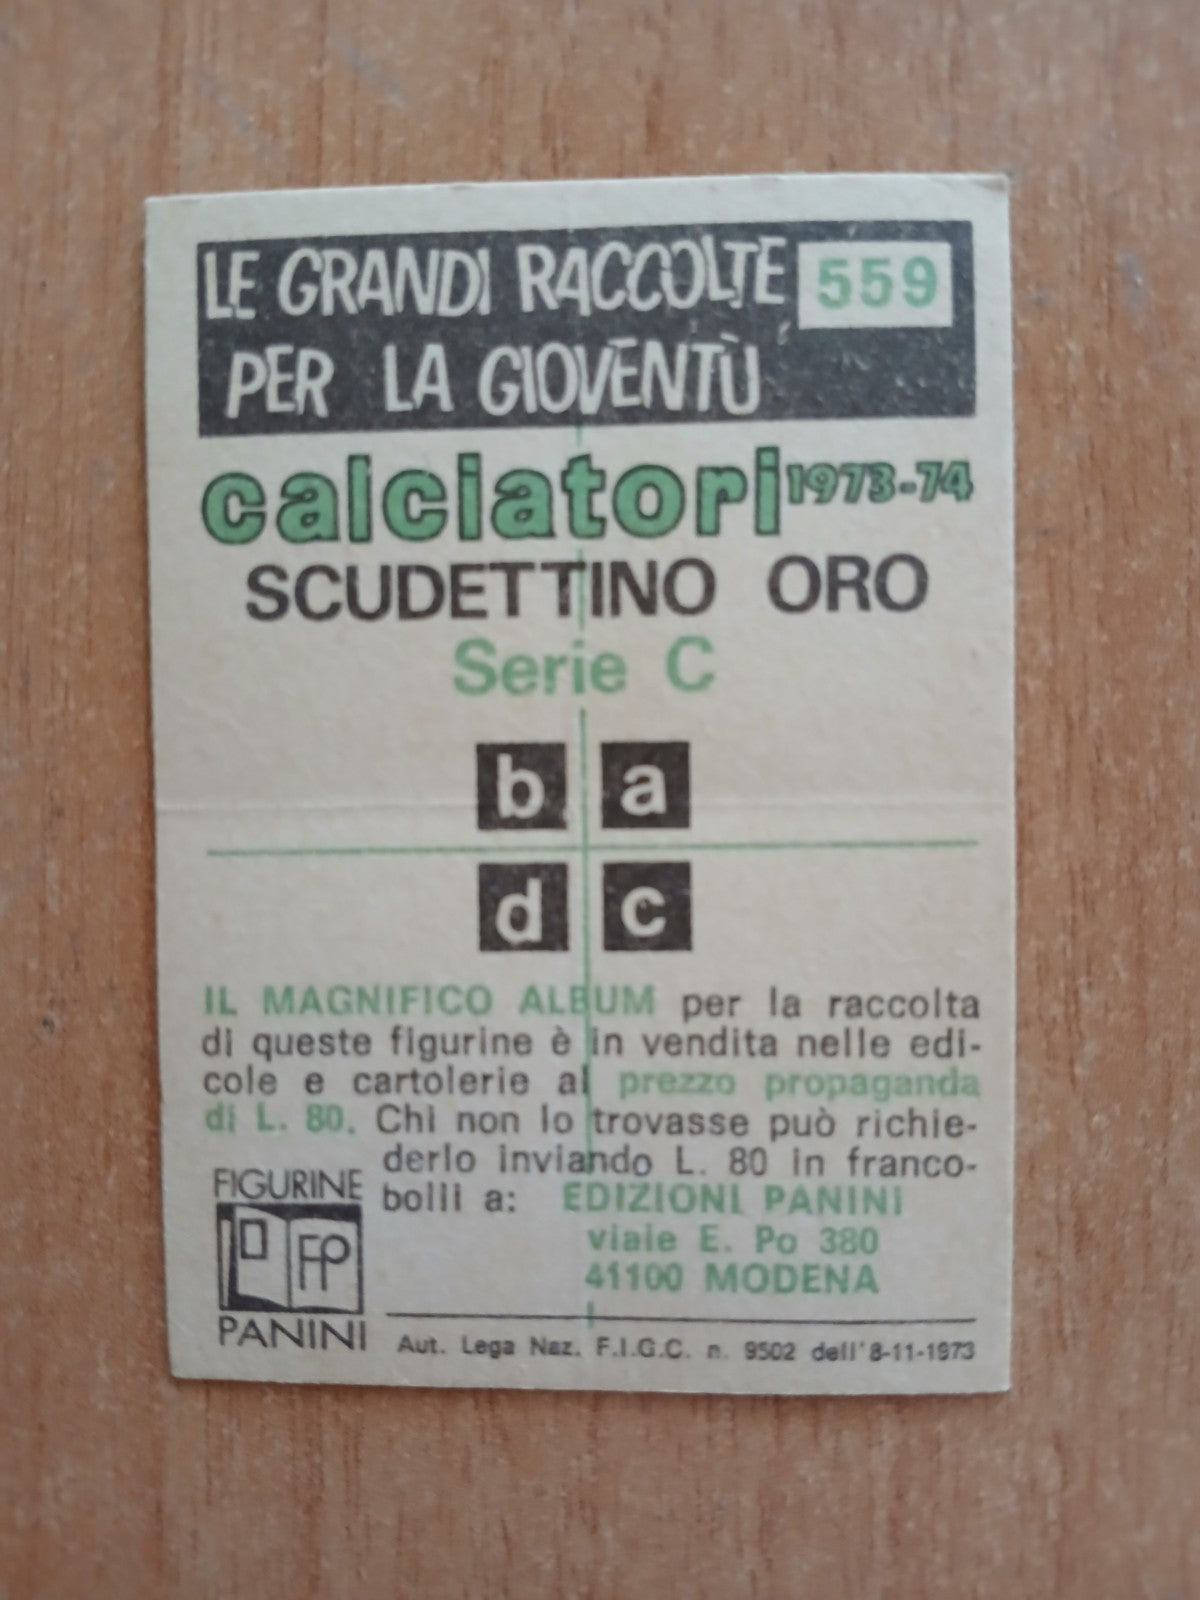 LE GRANDI RACCOLTE 559
PER LA GIOVENTÙ
calciatori 1973-74
SCUDETTINO ORO
Serie C
b a
d c
IL MAGNIFICO ALBUM per la raccolta
di queste figurine è in vendita nelle edi-
cole e cartolerie al prezzo propaganda
di L. 80. Chi non lo trovasse può richie-
derlo inviando L. 80 in franco-
bolli a: EDIZIONI PANINI
viale E. Po 380
41100 MODENA
FIGURINE
FP
PANINI
Aut. Lega Naz. F.I.G.C. n. 9502 dell'8-11-1973